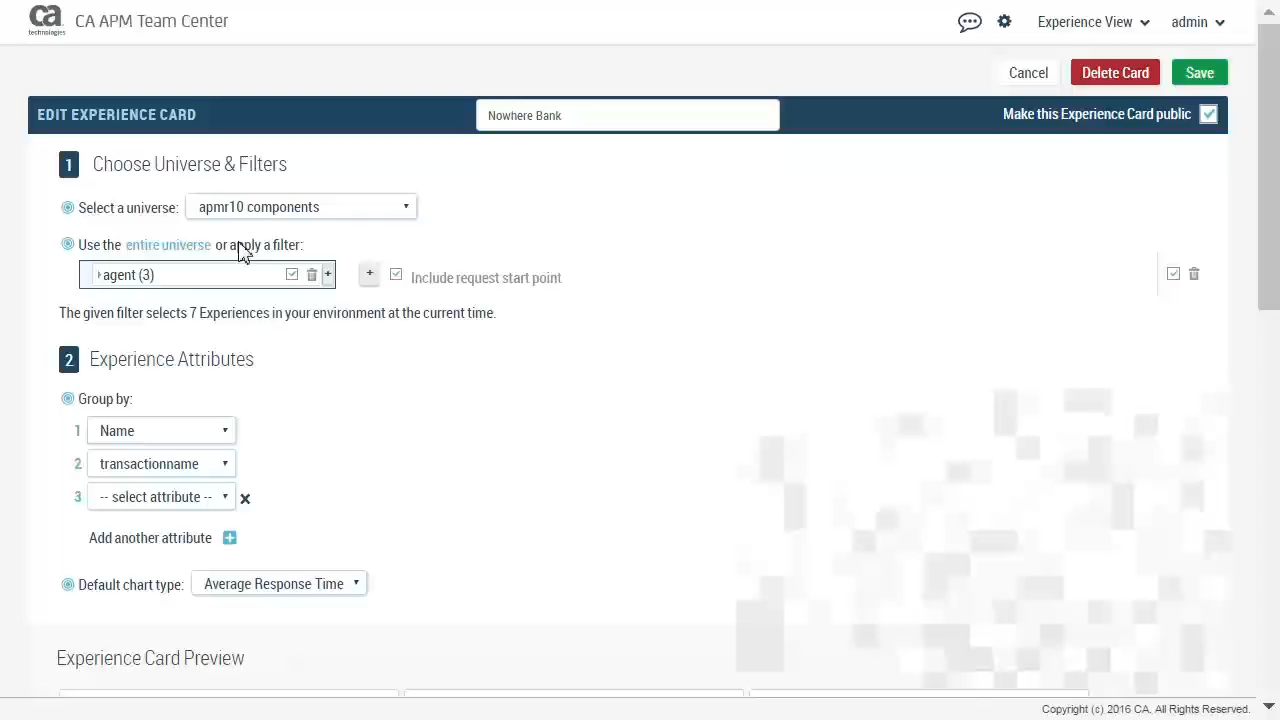 ca
technologies
CA APM Team Center
Experience View
admin
Cancel
Delete Card
Save
EDIT EXPERIENCE CARD
Nowhere Bank
Make this Experience Card public
1 Choose Universe & Filters
Select a universe: apmr10 components
Use the entire universe or apply a filter:
agent (3)
+
+
Include request start point
The given filter selects 7 Experiences in your environment at the current time.
2 Experience Attributes
Group by:
1 Name
2 transactionname
3 -- select attribute --
Add another attribute
Default chart type: Average Response Time
Experience Card Preview
Copyright (c) 2016 CA. All Rights Reserved.